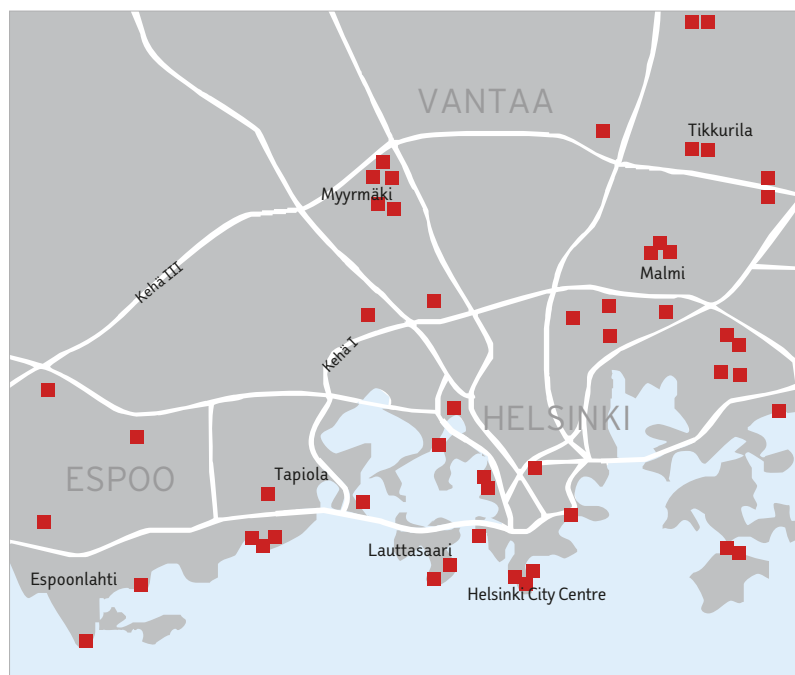 VANTAA
Tikkurila
Myyrmäki
Malmi
Kehä III
Kehä I
HELSINKI
ESPOO
Tapiola
Lauttasaari
Espoonlahti
Helsinki City Centre